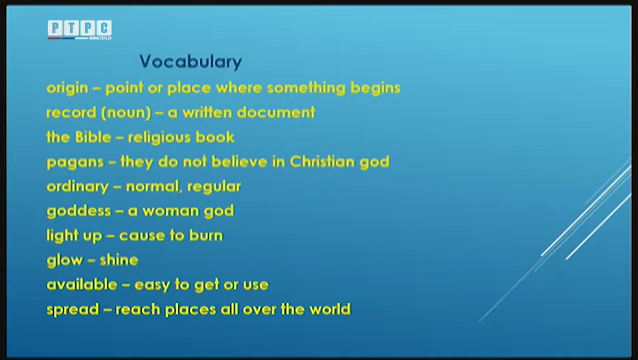 РТРС
Vocabulary
origin – point or place where something begins
record (noun) – a written document
the Bible – religious book
pagans – they do not believe in Christian god
ordinary – normal, regular
goddess – a woman god
light up – cause to burn
glow – shine
available – easy to get or use
spread – reach places all over the world